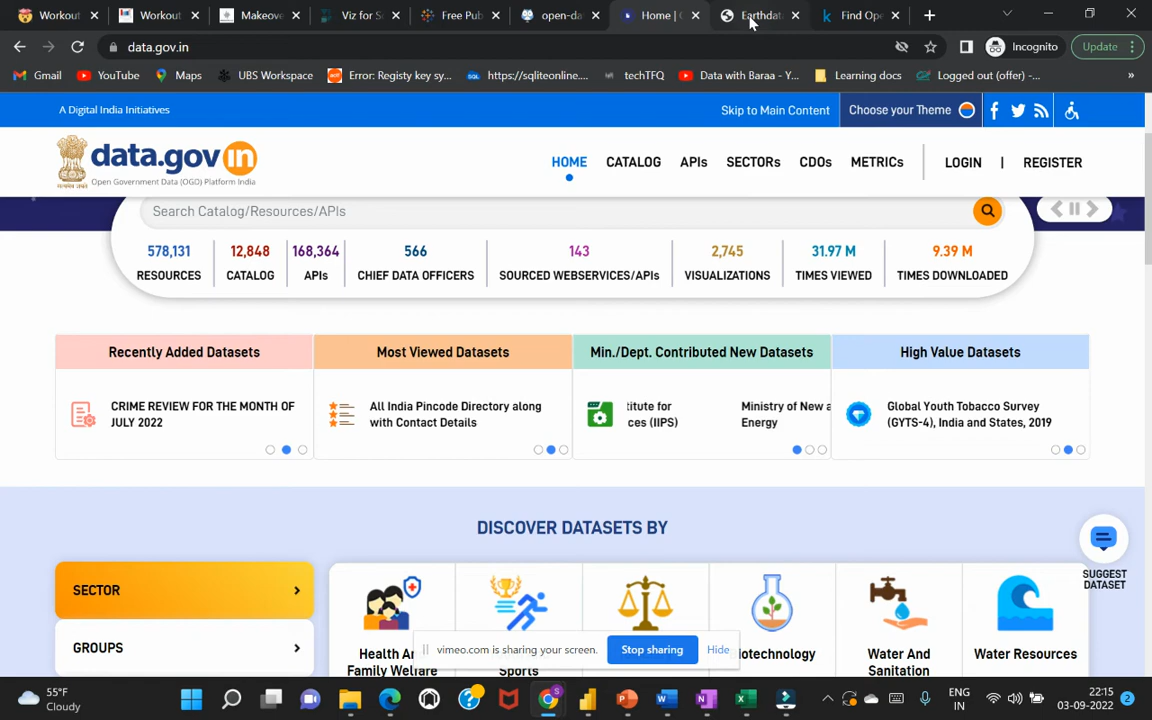 Workout
Workout
Makeove
Viz for S
Free Pub
open-da
Home |
Earthdat
Find Ope
data.gov.in
Incognito
Update
Gmail
YouTube
Maps
UBS Workspace
Error: Registy key sy...
https://sqliteonline....
techTFQ
Data with Baraa - Y...
Learning docs
Logged out (offer) -...
»
A Digital India Initiatives
Skip to Main Content
Choose your Theme
data.gov in
Open Government Data (OGD) Platform India
HOME
CATALOG
APIs
SECTORs
CDOs
METRICs
LOGIN
|
REGISTER
Search Catalog/Resources/APIs
578,131
12,848
168,364
566
143
2,745
31.97 M
9.39 M
RESOURCES
CATALOG
APIs
CHIEF DATA OFFICERS
SOURCED WEBSERVICES/APIs
VISUALIZATIONS
TIMES VIEWED
TIMES DOWNLOADED
Recently Added Datasets
Most Viewed Datasets
Min./Dept. Contributed New Datasets
High Value Datasets
CRIME REVIEW FOR THE MONTH OF
JULY 2022
All India Pincode Directory along
with Contact Details
titute for
ces (IIPS)
Ministry of New a
Energy
Global Youth Tobacco Survey
(GYTS-4), India and States, 2019
DISCOVER DATASETS BY
SECTOR
GROUPS
Health An
Family Welfare
Sports
iotechnology
Water And
Sanitation
Water Resources
SUGGEST
DATASET
vimeo.com is sharing your screen.
Stop sharing
Hide
55°F
Cloudy
ENG
IN
22:15
03-09-2022
2